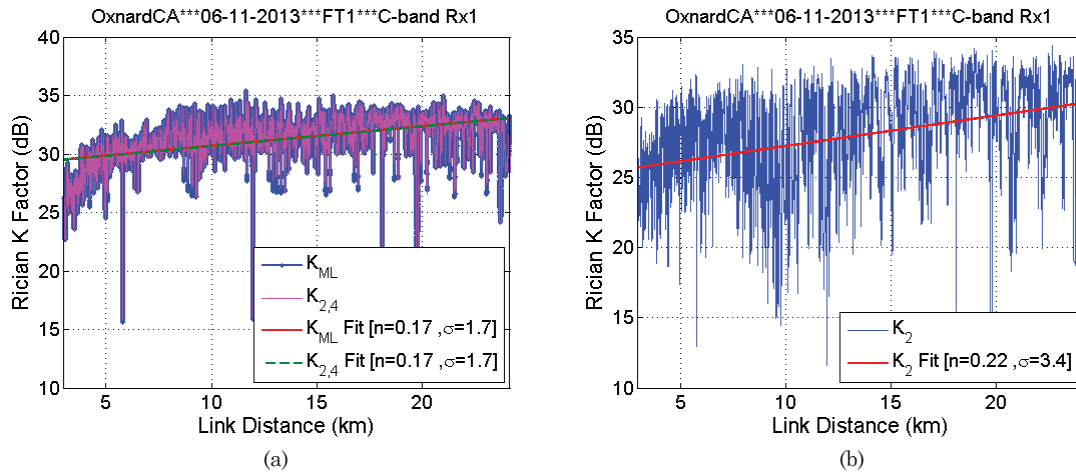 OxnardCA***06-11-2013***FT1***C-band Rx1
40
35
30
25
20
15
10
Rician K Factor (dB)
K_ML
K_2,4
K_ML Fit [n=0.17 ,σ=1.7]
K_2,4 Fit [n=0.17 ,σ=1.7]
5 10 15 20
Link Distance (km)
(a)
OxnardCA***06-11-2013***FT1***C-band Rx1
35
30
25
20
15
10
Rician K Factor (dB)
K_2
K_2 Fit [n=0.22 ,σ=3.4]
5 10 15 20
Link Distance (km)
(b)